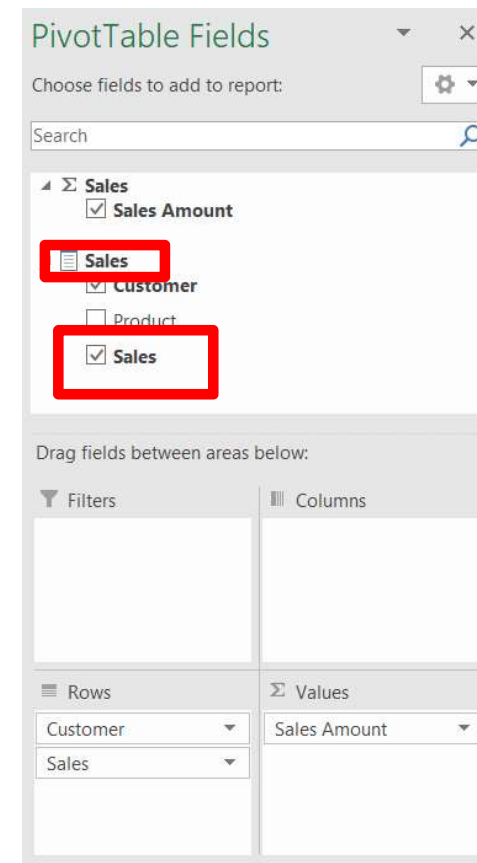 PivotTable Fields
Choose fields to add to report:
Search
Σ Sales
Sales Amount
Sales
Customer
Product
Sales
Drag fields between areas below:
Filters
Columns
Rows
Σ Values
Customer
Sales Amount
Sales